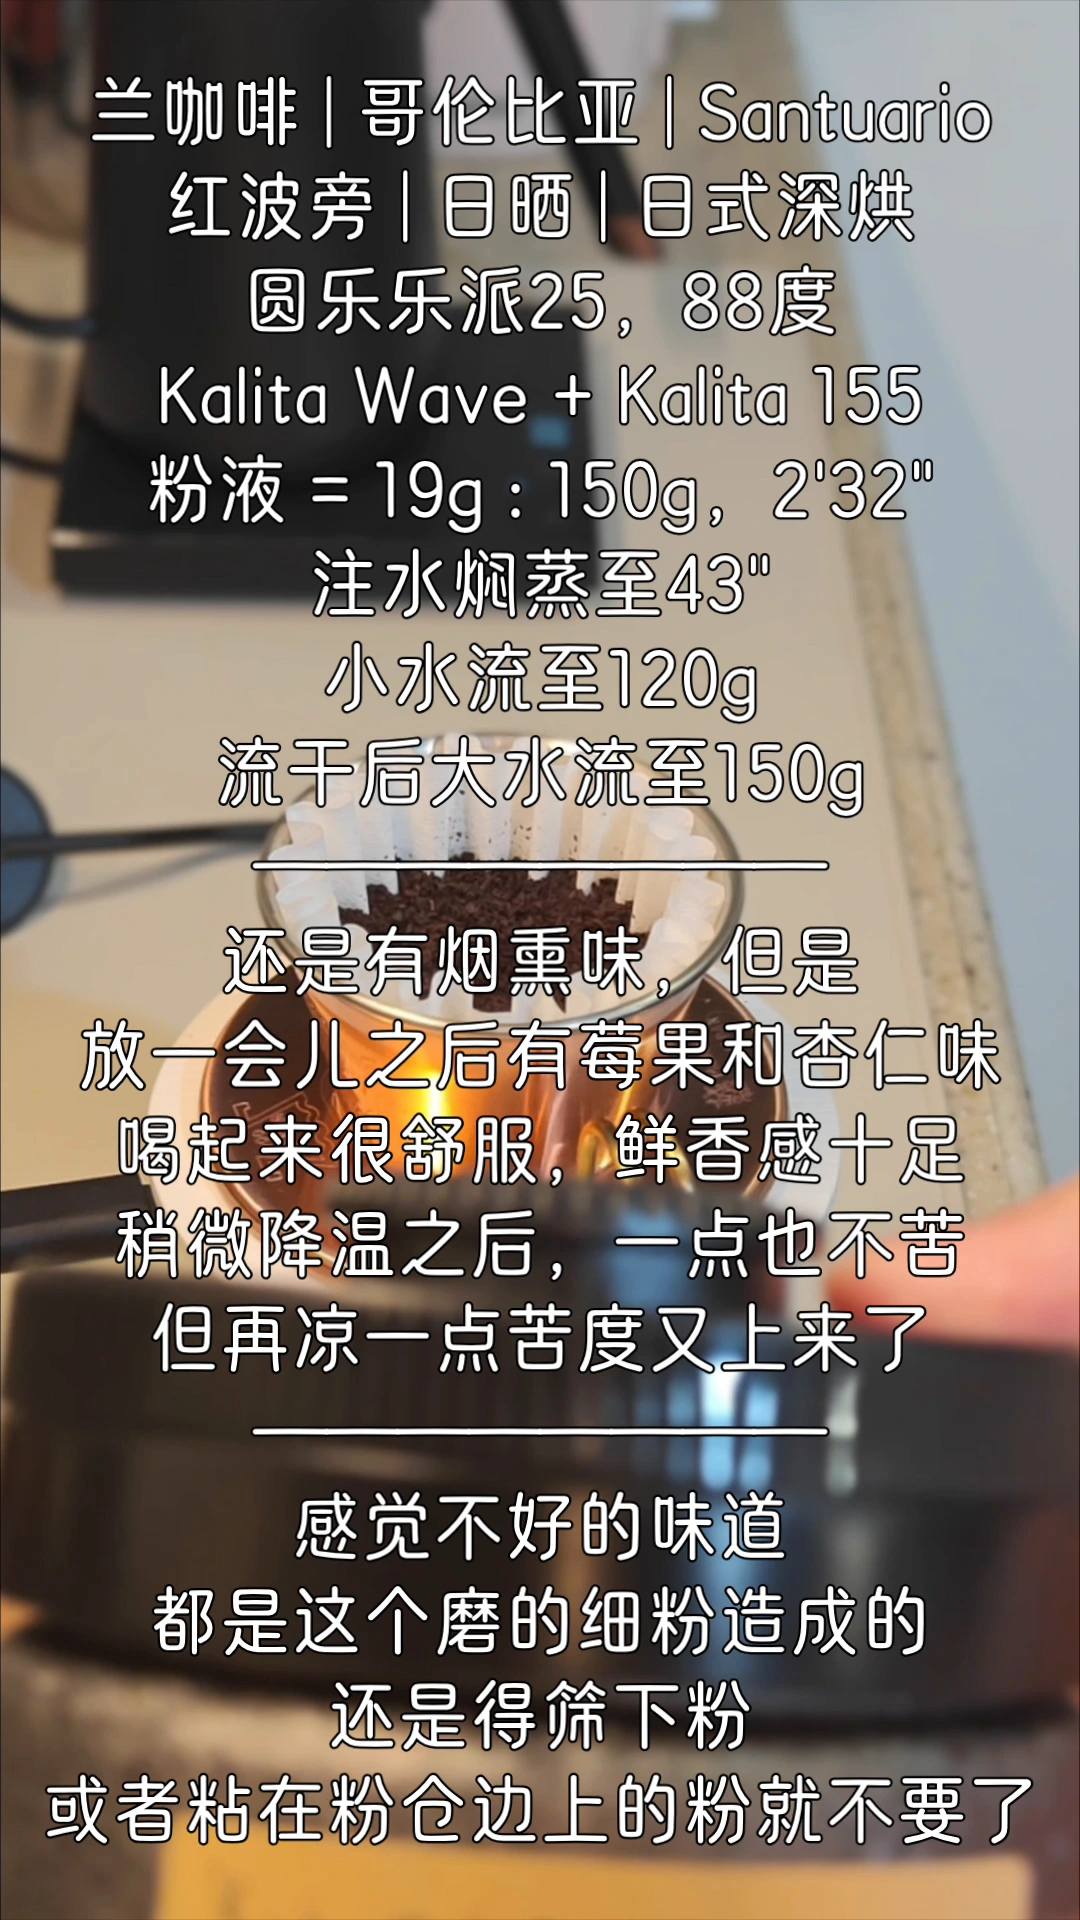 兰咖啡 | 哥伦比亚 | Santuario
红波旁 | 日晒 | 日式深烘
圆乐乐派25，88度
Kalita Wave + Kalita 155
粉液 = 19g : 150g，2'32"
注水焖蒸至43"
小水流至120g
流干后大水流至150g
还是有烟熏味，但是
放一会儿之后有莓果和杏仁味
喝起来很舒服，鲜香感十足
稍微降温之后，一点也不苦
但再凉一点苦度又上来了
感觉不好的味道
都是这个磨的细粉造成的
还是得筛下粉
或者粘在粉仓边上的粉就不要了